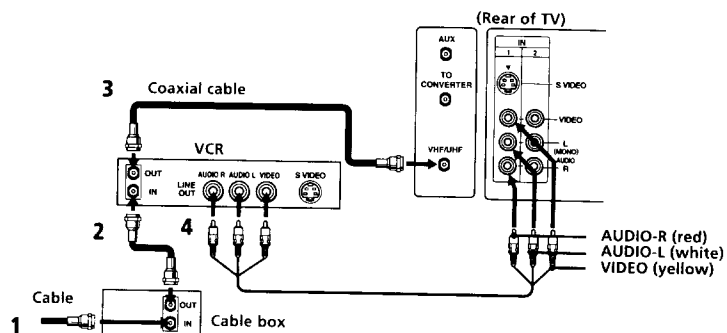 (Rear of TV)
AUX
IN
1 2
TO
CONVERTER
S VIDEO
3 Coaxial cable
VIDEO
VHF/UHF
L
(MONO)
AUDIO
R
VCR
OUT
IN
LINE
OUT
AUDIO R AUDIO L VIDEO
S VIDEO
2
4
AUDIO-R (red)
AUDIO-L (white)
VIDEO (yellow)
Cable
1
OUT
IN
Cable box